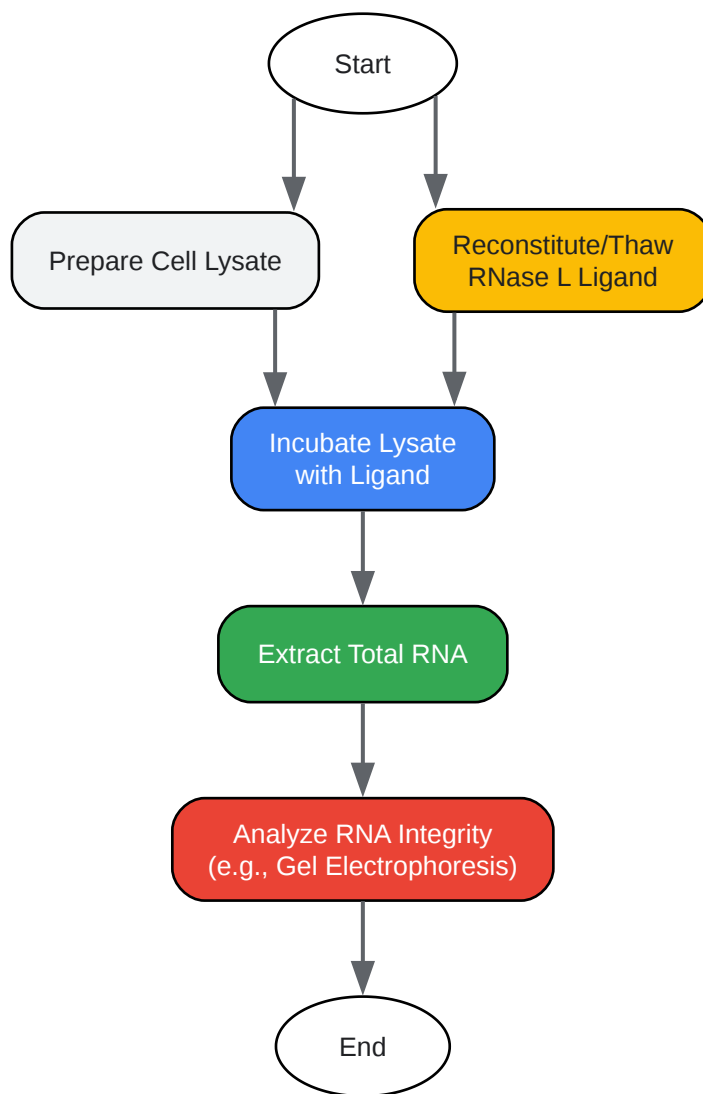 Start
Prepare Cell Lysate
Reconstitute/Thaw
RNase L Ligand
Incubate Lysate
with Ligand
Extract Total RNA
Analyze RNA Integrity
(e.g., Gel Electrophoresis)
End